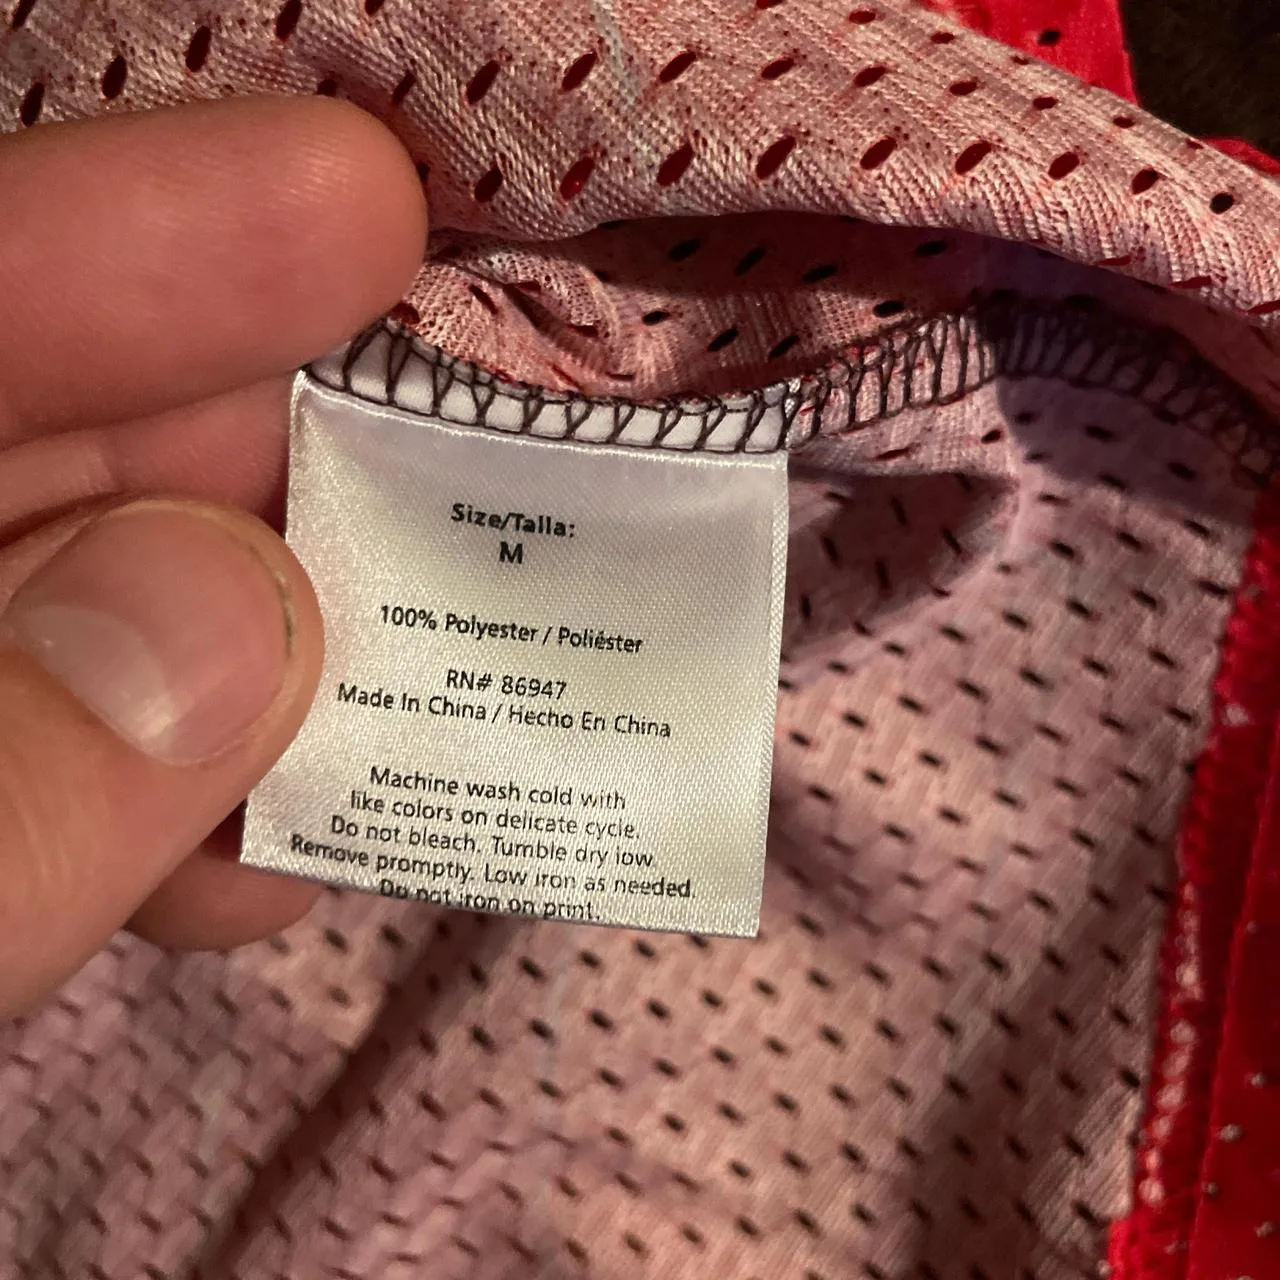 Size/Talla:
M
100% Polyester / Poliéster
RN# 86947
Made In China / Hecho En China
Machine wash cold with
like colors on delicate cycle.
Do not bleach. Tumble dry low.
Remove promptly. Low iron as needed.
Do not iron on print.